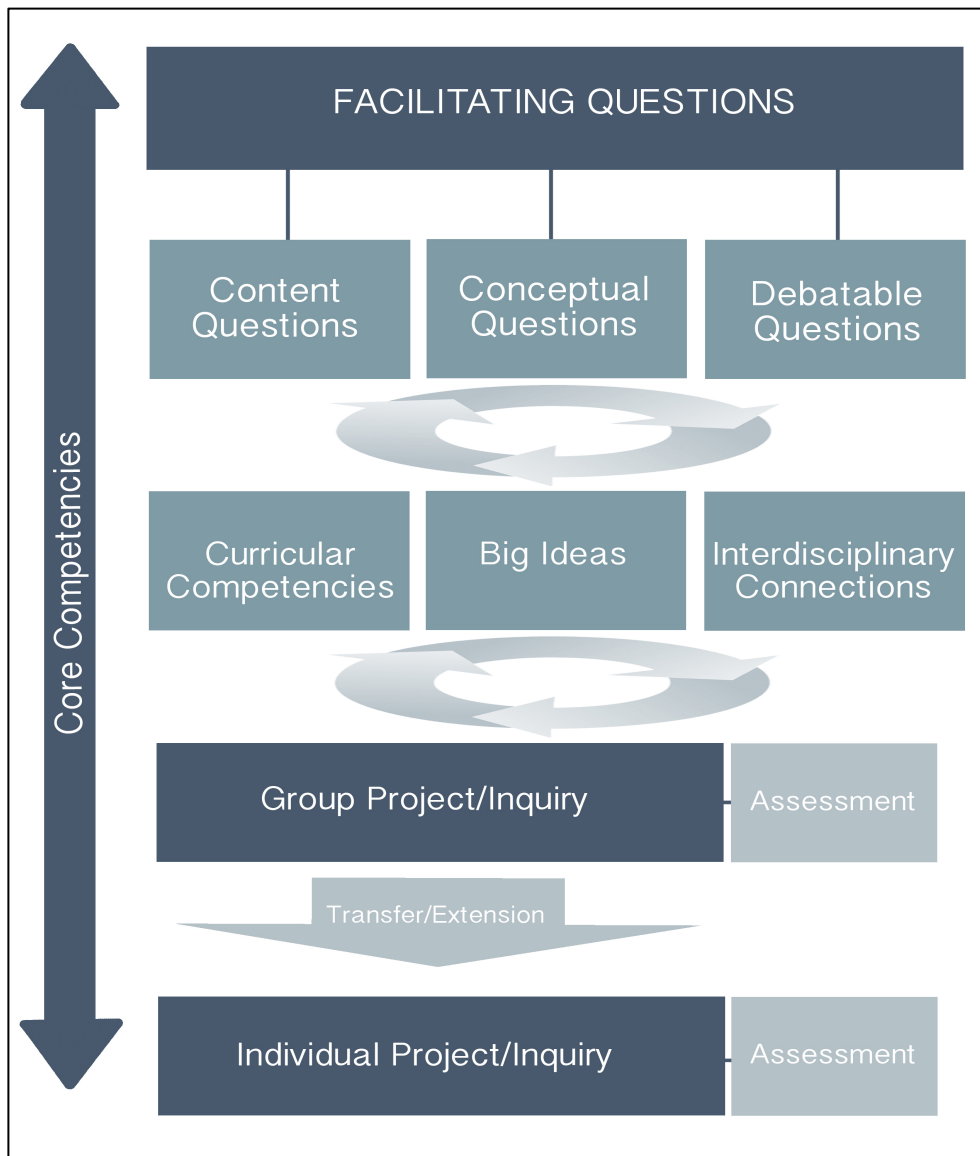 FACILITATING QUESTIONS
Content
Questions
Conceptual
Questions
Debatable
Questions
Core Competencies
Curricular
Competencies
Big Ideas
Interdisciplinary
Connections
Group Project/Inquiry
Assessment
Transfer/Extension
Individual Project/Inquiry
Assessment